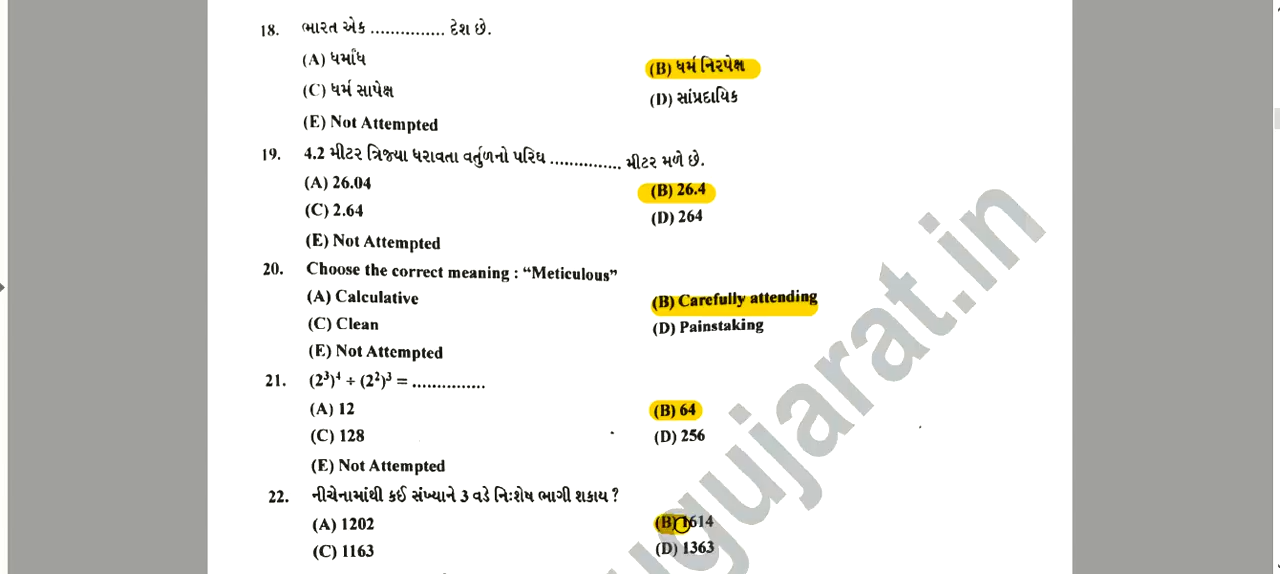 18. ભારત એક ............... દેશ છે.
(A) ધર્માંધ
(B) ધર્મ નિરપેક્ષ
(C) ધર્મ સાપેક્ષ
(D) સાંપ્રદાયિક
(E) Not Attempted
19. 4.2 મીટર ત્રિજ્યા ધરાવતા વર્તુળનો પરિઘ ............... મીટર મળે છે.
(A) 26.04
(B) 26.4
(C) 2.64
(D) 264
(E) Not Attempted
20. Choose the correct meaning : “Meticulous”
(A) Calculative
(B) Carefully attending
(C) Clean
(D) Painstaking
(E) Not Attempted
21. (2³)⁴ ÷ (2²)³ = ...............
(A) 12
(B) 64
(C) 128
(D) 256
(E) Not Attempted
22. નીચેનામાંથી કઈ સંખ્યાને 3 વડે નિઃશેષ ભાગી શકાય ?
(A) 1202
(B) 1614
(C) 1163
(D) 1363
gujarat.in